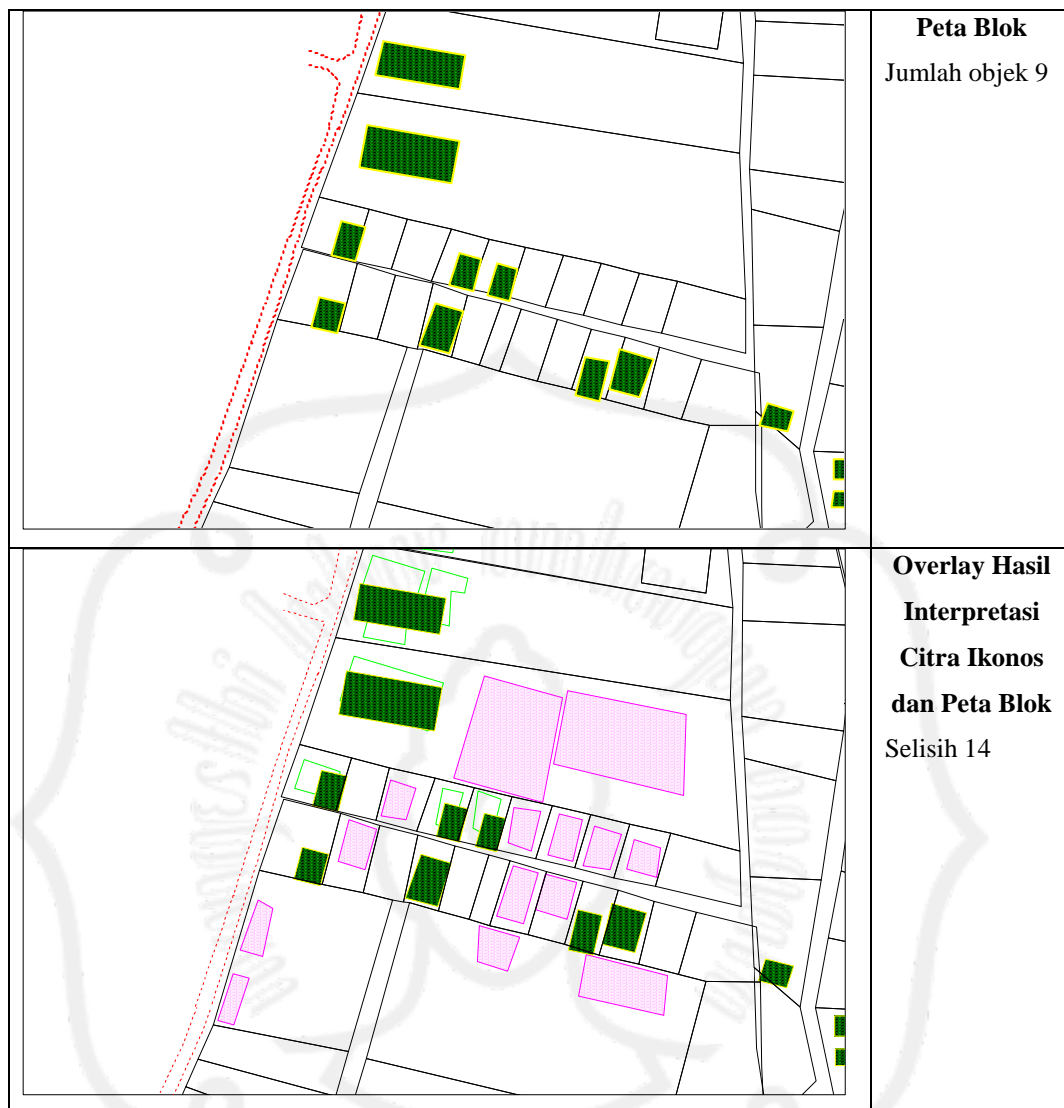 Peta Blok
Jumlah objek 9
Overlay Hasil
Interpretasi
Citra Ikonos
dan Peta Blok
Selisih 14